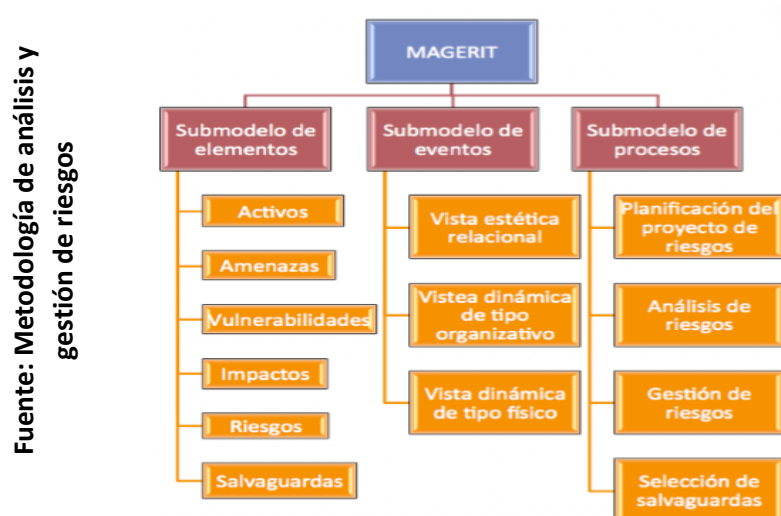 Fuente: Metodología de análisis y
gestión de riesgos
MAGERIT
Submodelo de
elementos
Activos
Amenazas
Vulnerabilidades
Impactos
Riesgos
Salvaguardas
Submodelo de
eventos
Vista estética
relacional
Vistea dinámica
de tipo
organizativo
Vista dinámica
de tipo físico
Submodelo de
procesos
Planificación del
proyecto de
riesgos
Análisis de
riesgos
Gestión de
riesgos
Selección de
salvaguardas